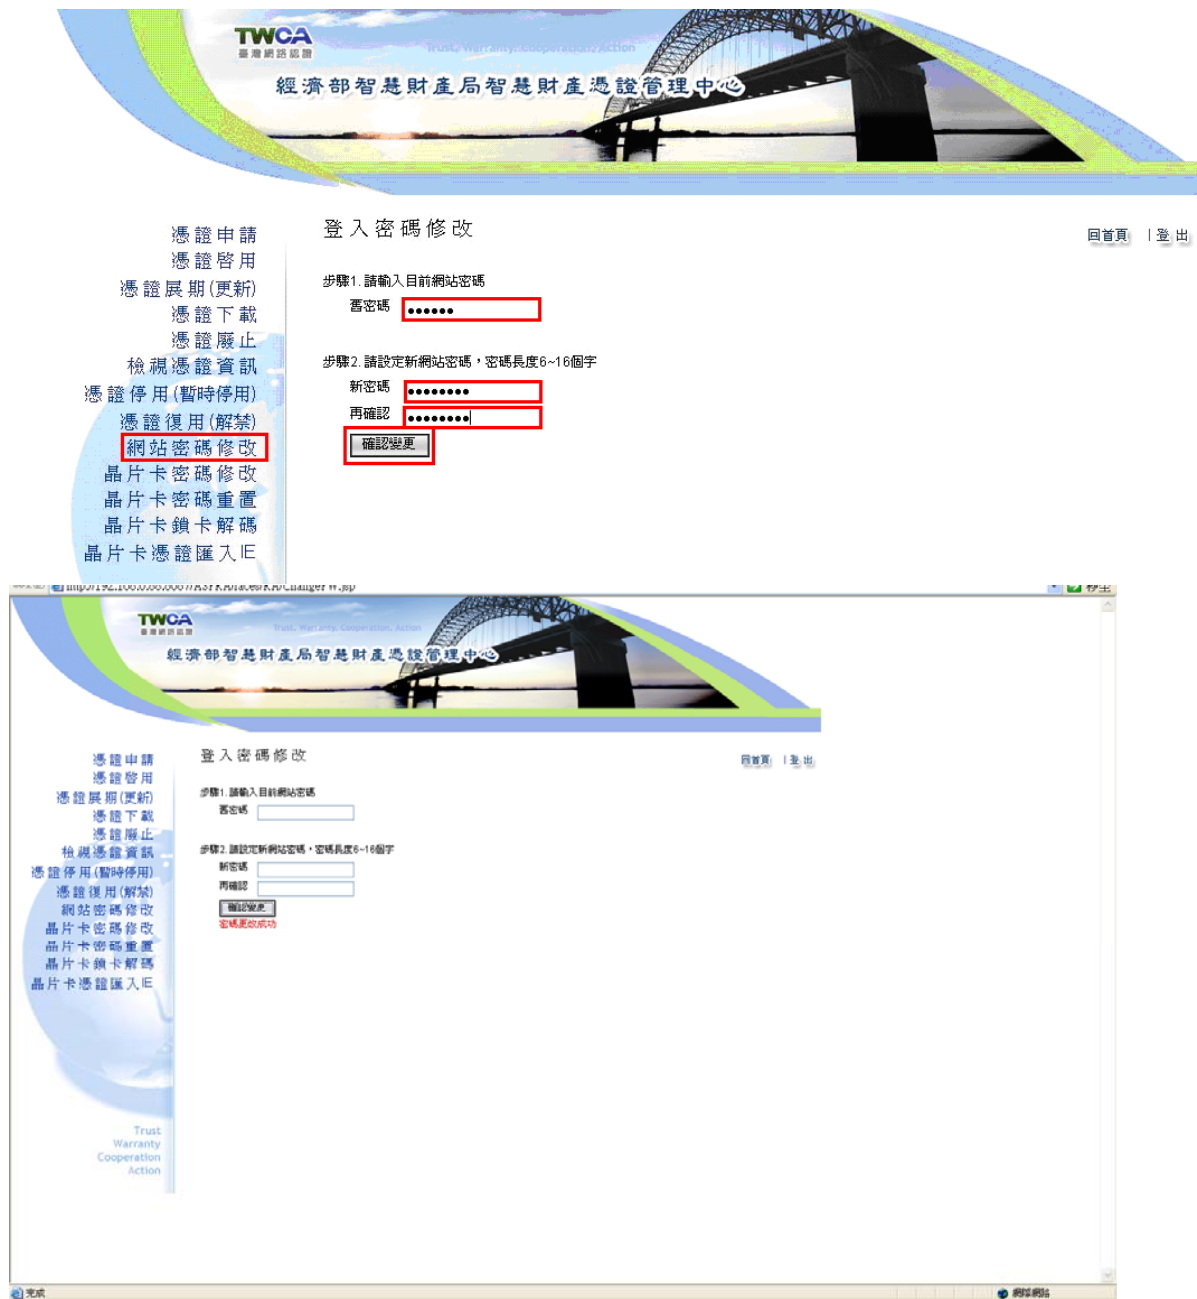 TWCA
臺灣網路認證
Trust, Warranty, Cooperation, Action
經濟部智慧財產局智慧財產憑證管理中心
登入密碼修改
回首頁 | 登出
憑證申請
憑證啓用
憑證展期(更新)
憑證下載
憑證廢止
檢視憑證資訊
憑證停用(暫時停用)
憑證復用(解禁)
網站密碼修改
晶片卡密碼修改
晶片卡密碼重置
晶片卡鎖卡解碼
晶片卡憑證匯入IE
步驟1. 請輸入目前網站密碼
舊密碼 ●●●●●●
步驟2. 請設定新網站密碼，密碼長度6~16個字
新密碼 ●●●●●●●●
再確認 ●●●●●●●●
確認變更
移至
TWCA
臺灣網路認證
Trust, Warranty, Cooperation, Action
經濟部智慧財產局智慧財產憑證管理中心
登入密碼修改
回首頁 | 登出
憑證申請
憑證啓用
憑證展期(更新)
憑證下載
憑證廢止
檢視憑證資訊
憑證停用(暫時停用)
憑證復用(解禁)
網站密碼修改
晶片卡密碼修改
晶片卡密碼重置
晶片卡鎖卡解碼
晶片卡憑證匯入IE
步驟1. 請輸入目前網站密碼
舊密碼
步驟2. 請設定新網站密碼，密碼長度6~16個字
新密碼
再確認
確認變更
密碼更改成功
Trust
Warranty
Cooperation
Action
完成
網際網路